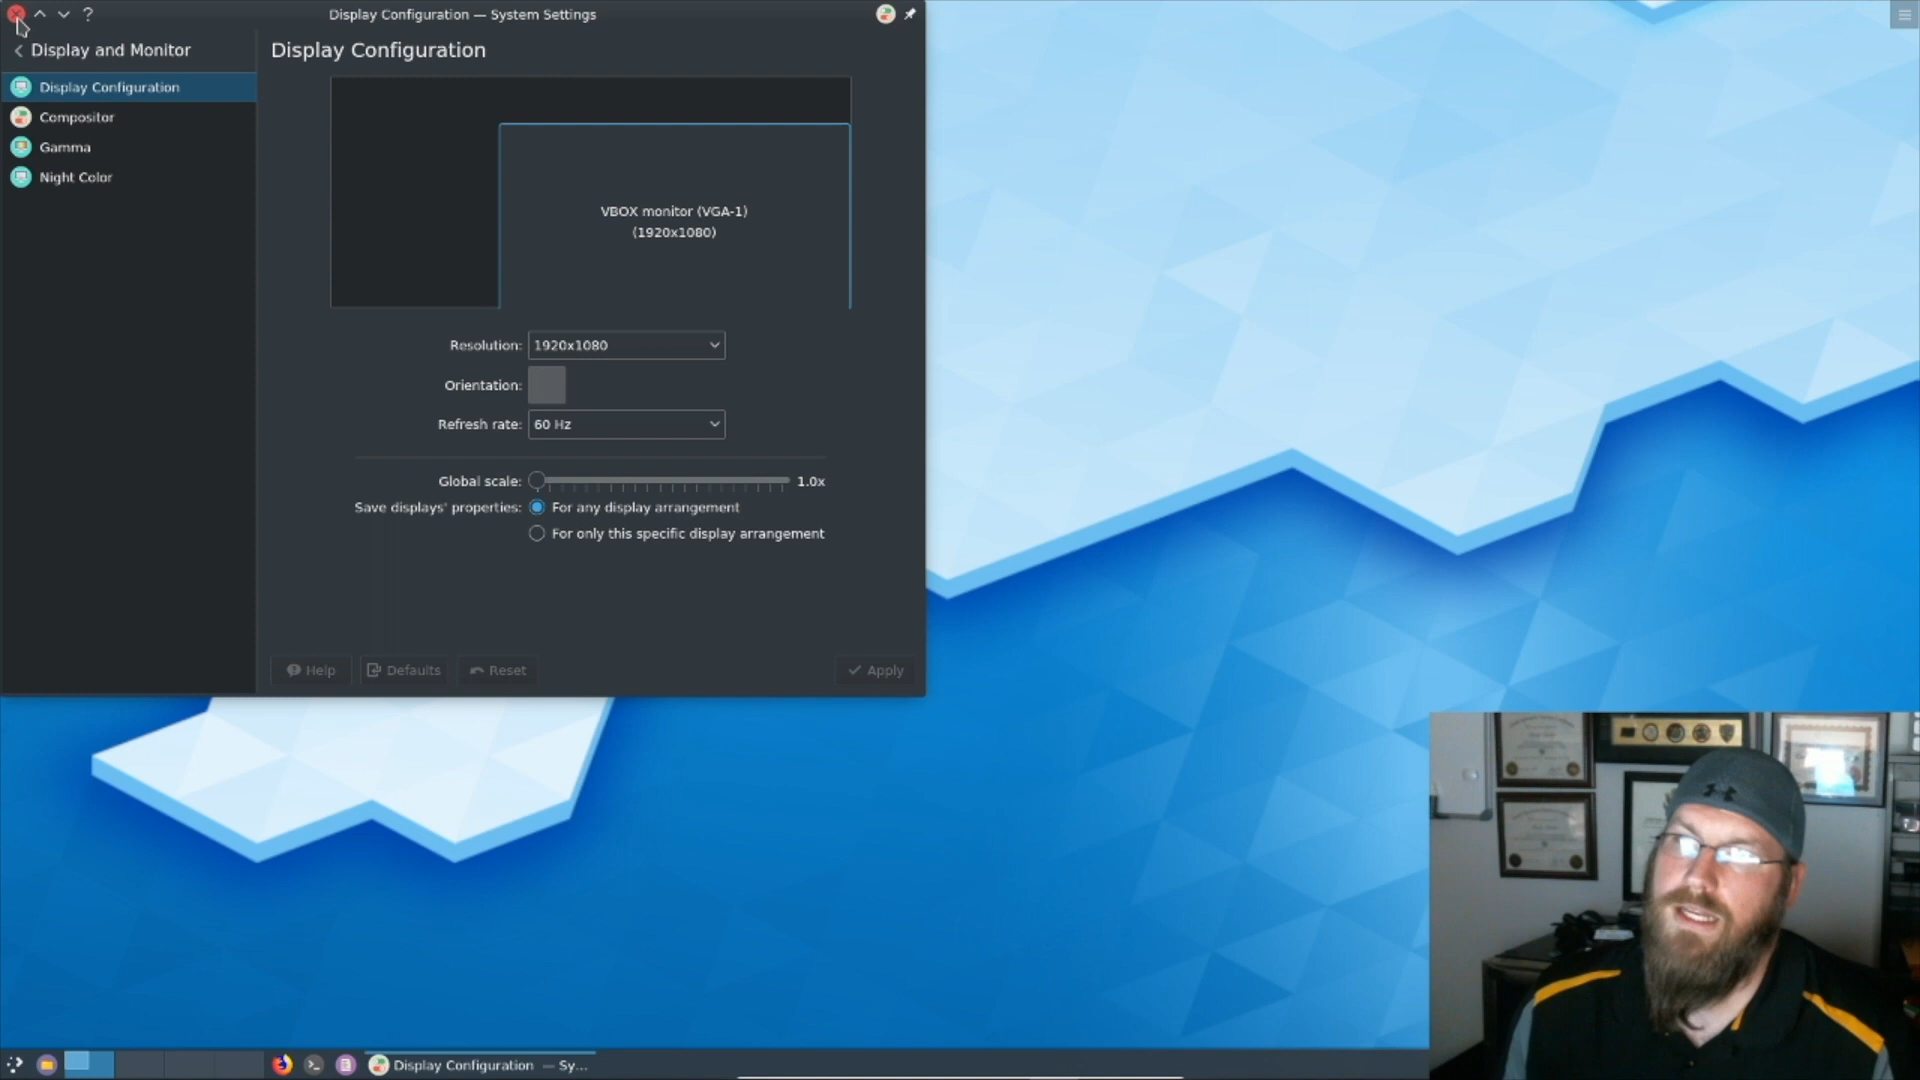 ?
Display Configuration — System Settings
Display and Monitor
Display Configuration
Compositor
Gamma
Night Color
Display Configuration
VBOX monitor (VGA-1)
(1920x1080)
Resolution: 1920x1080
Orientation:
Refresh rate: 60 Hz
Global scale: 1.0x
Save displays' properties: For any display arrangement
For only this specific display arrangement
Help
Defaults
Reset
Apply
Display Configuration — Sy...